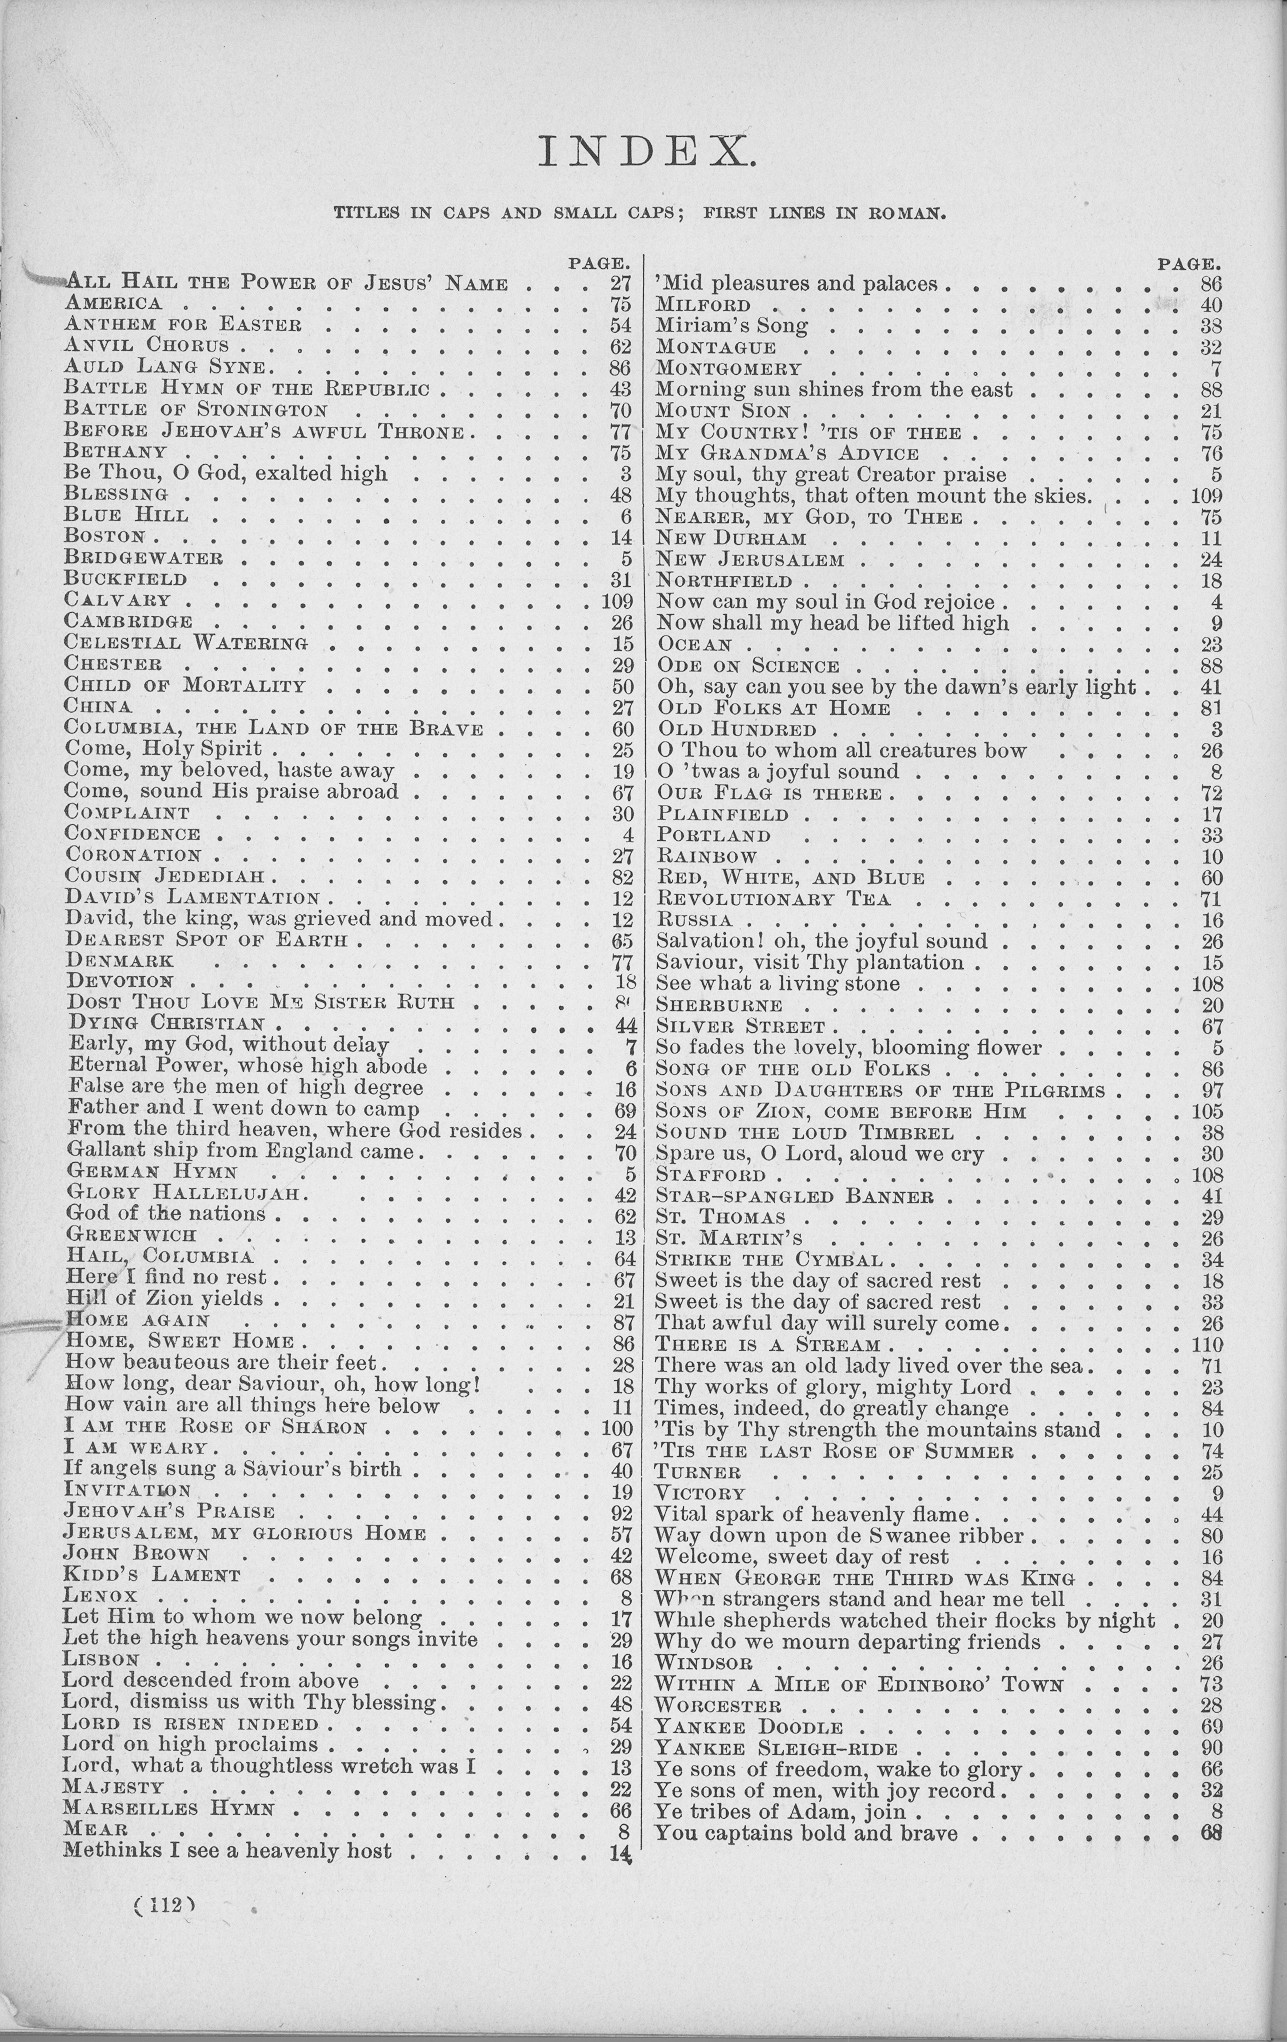 INDEX.
TITLES IN CAPS AND SMALL CAPS; FIRST LINES IN ROMAN.
PAGE.
ALL HAIL THE POWER OF JESUS' NAME . . . 27
AMERICA . . . . . . . . . . . . . . . 75
ANTHEM FOR EASTER . . . . . . . . . . 54
ANVIL CHORUS . . . . . . . . . . . . . 62
AULD LANG SYNE. . . . . . . . . . . . 86
BATTLE HYMN OF THE REPUBLIC . . . . . . 43
BATTLE OF STONINGTON . . . . . . . . . 70
BEFORE JEHOVAH'S AWFUL THRONE . . . . . 77
BETHANY . . . . . . . . . . . . . . . 75
Be Thou, O God, exalted high . . . . . . . 3
BLESSING . . . . . . . . . . . . . . . 48
BLUE HILL . . . . . . . . . . . . . . 6
BOSTON . . . . . . . . . . . . . . . . 14
BRIDGEWATER . . . . . . . . . . . . . 5
BUCKFIELD . . . . . . . . . . . . . . 31
CALVARY . . . . . . . . . . . . . . . 109
CAMBRIDGE . . . . . . . . . . . . . . 26
CELESTIAL WATERING . . . . . . . . . . 15
CHESTER . . . . . . . . . . . . . . . 29
CHILD OF MORTALITY . . . . . . . . . . 50
CHINA . . . . . . . . . . . . . . . . 27
COLUMBIA, THE LAND OF THE BRAVE . . . . 60
Come, Holy Spirit . . . . . . . . . . . . 25
Come, my beloved, haste away . . . . . . . 19
Come, sound His praise abroad . . . . . . . 67
COMPLAINT . . . . . . . . . . . . . . 30
CONFIDENCE . . . . . . . . . . . . . . 4
CORONATION . . . . . . . . . . . . . . 27
COUSIN JEDEDIAH . . . . . . . . . . . . 82
DAVID'S LAMENTATION . . . . . . . . . . 12
David, the king, was grieved and moved . . . . 12
DEAREST SPOT OF EARTH . . . . . . . . . 65
DENMARK . . . . . . . . . . . . . . 77
DEVOTION . . . . . . . . . . . . . . . 18
DOST THOU LOVE ME SISTER RUTH . . . . .
DYING CHRISTIAN . . . . . . . . . . . . 44
Early, my God, without delay . . . . . . . 7
Eternal Power, whose high abode . . . . . . 6
False are the men of high degree . . . . . . 16
Father and I went down to camp . . . . . . 69
From the third heaven, where God resides . . . 24
Gallant ship from England came . . . . . . . 70
GERMAN HYMN . . . . . . . . . . . . 5
GLORY HALLELUJAH. . . . . . . . . . 42
God of the nations . . . . . . . . . . . . 62
GREENWICH . . . . . . . . . . . . . . 13
HAIL, COLUMBIA . . . . . . . . . . . . 64
Here I find no rest . . . . . . . . . . . . 67
Hill of Zion yields . . . . . . . . . . . . 21
HOME AGAIN . . . . . . . . . . . . . 87
HOME, SWEET HOME . . . . . . . . . . . 86
How beauteous are their feet . . . . . . . . 28
How long, dear Saviour, oh, how long! . . . 18
How vain are all things here below . . . . . 11
I AM THE ROSE OF SHARON . . . . . . . . 100
I AM WEARY . . . . . . . . . . . . . . 67
If angels sung a Saviour's birth . . . . . . . 40
INVITATION . . . . . . . . . . . . . . 19
JEHOVAH'S PRAISE . . . . . . . . . . . 92
JERUSALEM, MY GLORIOUS HOME . . . . . . 57
JOHN BROWN . . . . . . . . . . . . . 42
KIDD'S LAMENT . . . . . . . . . . . . 68
LENOX . . . . . . . . . . . . . . . . 8
Let Him to whom we now belong . . . . . . 17
Let the high heavens your songs invite . . . . 29
LISBON . . . . . . . . . . . . . . . . 16
Lord descended from above . . . . . . . . 22
Lord, dismiss us with Thy blessing . . . . . . 48
LORD IS RISEN INDEED . . . . . . . . . . 54
Lord on high proclaims . . . . . . . . . . 29
Lord, what a thoughtless wretch was I . . . . 13
MAJESTY . . . . . . . . . . . . . . . 22
MARSEILLES HYMN . . . . . . . . . . . 66
MEAR . . . . . . . . . . . . . . . . 8
Methinks I see a heavenly host . . . . . . . 14
(112)
PAGE.
'Mid pleasures and palaces . . . . . . . . . 86
MILFORD . . . . . . . . . . . . . . 40
Miriam's Song . . . . . . . . . . . . . 38
MONTAGUE . . . . . . . . . . . . . . 32
MONTGOMERY . . . . . . . . . . . . . 7
Morning sun shines from the east . . . . . . 88
MOUNT SION . . . . . . . . . . . . . . 21
MY COUNTRY! 'TIS OF THEE . . . . . . . . 75
MY GRANDMA'S ADVICE . . . . . . . . . 76
My soul, thy great Creator praise . . . . . . 5
My thoughts, that often mount the skies. . . . 109
NEARER, MY GOD, TO THEE . . . . . . . . 75
NEW DURHAM . . . . . . . . . . . . . 11
NEW JERUSALEM . . . . . . . . . . . . 24
NORTHFIELD . . . . . . . . . . . . . . 18
Now can my soul in God rejoice . . . . . . . 4
Now shall my head be lifted high . . . . . . 9
OCEAN . . . . . . . . . . . . . . . . 23
ODE ON SCIENCE . . . . . . . . . . . . 88
Oh, say can you see by the dawn's early light . . 41
OLD FOLKS AT HOME . . . . . . . . . . 81
OLD HUNDRED . . . . . . . . . . . . . 3
O Thou to whom all creatures bow . . . . . 26
O 'twas a joyful sound . . . . . . . . . . 8
OUR FLAG IS THERE . . . . . . . . . . . 72
PLAINFIELD . . . . . . . . . . . . . . 17
PORTLAND . . . . . . . . . . . . . . 33
RAINBOW . . . . . . . . . . . . . . . 10
RED, WHITE, AND BLUE . . . . . . . . . 60
REVOLUTIONARY TEA . . . . . . . . . . 71
RUSSIA . . . . . . . . . . . . . . . . 16
Salvation! oh, the joyful sound . . . . . . . 26
Saviour, visit Thy plantation . . . . . . . . 15
See what a living stone . . . . . . . . . . 108
SHERBURNE . . . . . . . . . . . . . . 20
SILVER STREET . . . . . . . . . . . . . 67
So fades the lovely, blooming flower . . . . . 5
SONG OF THE OLD FOLKS . . . . . . . . . 86
SONS AND DAUGHTERS OF THE PILGRIMS . . . 97
SONS OF ZION, COME BEFORE HIM . . . . . 105
SOUND THE LOUD TIMBREL . . . . . . . . 38
Spare us, O Lord, aloud we cry . . . . . . . 30
STAFFORD . . . . . . . . . . . . . . . 108
STAR-SPANGLED BANNER . . . . . . . . . 41
ST. THOMAS . . . . . . . . . . . . . . 29
ST. MARTIN'S . . . . . . . . . . . . . 26
STRIKE THE CYMBAL . . . . . . . . . . . 34
Sweet is the day of sacred rest . . . . . . . 18
Sweet is the day of sacred rest . . . . . . . 33
That awful day will surely come . . . . . . . 26
THERE IS A STREAM . . . . . . . . . . . 110
There was an old lady lived over the sea . . . . 71
Thy works of glory, mighty Lord . . . . . . 23
Times, indeed, do greatly change . . . . . . 84
'Tis by Thy strength the mountains stand . . . 10
'TIS THE LAST ROSE OF SUMMER . . . . . . 74
TURNER . . . . . . . . . . . . . . . 25
VICTORY . . . . . . . . . . . . . . . 9
Vital spark of heavenly flame . . . . . . . . 44
Way down upon de Swanee ribber . . . . . . 80
Welcome, sweet day of rest . . . . . . . . 16
WHEN GEORGE THE THIRD WAS KING . . . . 84
When strangers stand and hear me tell . . . . 31
While shepherds watched their flocks by night . 20
Why do we mourn departing friends . . . . . 27
WINDSOR . . . . . . . . . . . . . . . 26
WITHIN A MILE OF EDINBORO' TOWN . . . . 73
WORCESTER . . . . . . . . . . . . . . 28
YANKEE DOODLE . . . . . . . . . . . . 69
YANKEE SLEIGH-RIDE . . . . . . . . . . 90
Ye sons of freedom, wake to glory . . . . . . 66
Ye sons of men, with joy record . . . . . . . 32
Ye tribes of Adam, join . . . . . . . . . . 8
You captains bold and brave . . . . . . . . 68